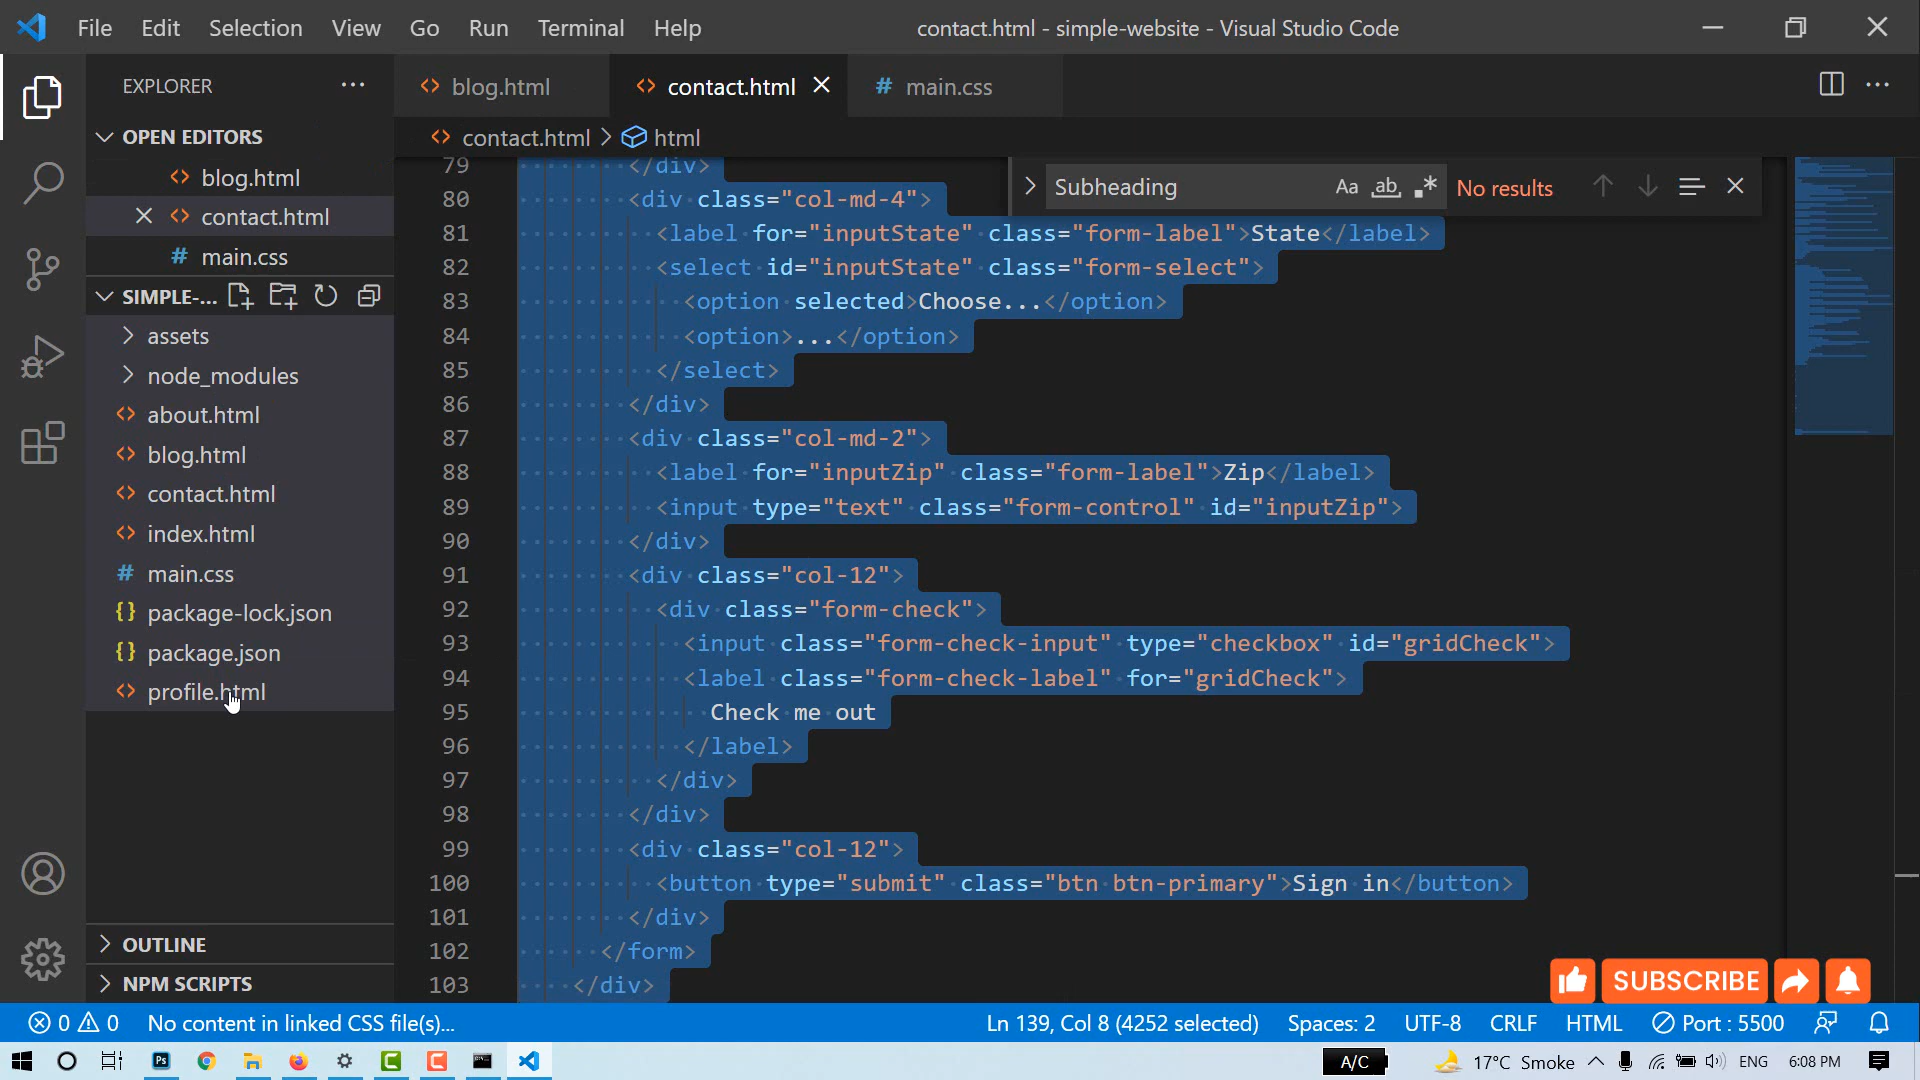 File Edit Selection View Go Run Terminal Help contact.html - simple-website - Visual Studio Code
EXPLORER
OPEN EDITORS
blog.html
contact.html
main.css
SIMPLE-...
assets
node_modules
about.html
blog.html
contact.html
index.html
main.css
package-lock.json
package.json
profile.html
OUTLINE
NPM SCRIPTS
blog.html contact.html main.css
contact.html > html
Subheading Aa ab No results
79 </div>
80 <div class="col-md-4">
81 <label for="inputState" class="form-label">State</label>
82 <select id="inputState" class="form-select">
83 <option selected>Choose...</option>
84 <option>...</option>
85 </select>
86 </div>
87 <div class="col-md-2">
88 <label for="inputZip" class="form-label">Zip</label>
89 <input type="text" class="form-control" id="inputZip">
90 </div>
91 <div class="col-12">
92 <div class="form-check">
93 <input class="form-check-input" type="checkbox" id="gridCheck">
94 <label class="form-check-label" for="gridCheck">
95 Check me out
96 </label>
97 </div>
98 </div>
99 <div class="col-12">
100 <button type="submit" class="btn btn-primary">Sign in</button>
101 </div>
102 </form>
103 </div>
SUBSCRIBE
0 0 No content in linked CSS file(s)... Ln 139, Col 8 (4252 selected) Spaces: 2 UTF-8 CRLF HTML Port : 5500
Ps A/C 17°C Smoke ENG 6:08 PM